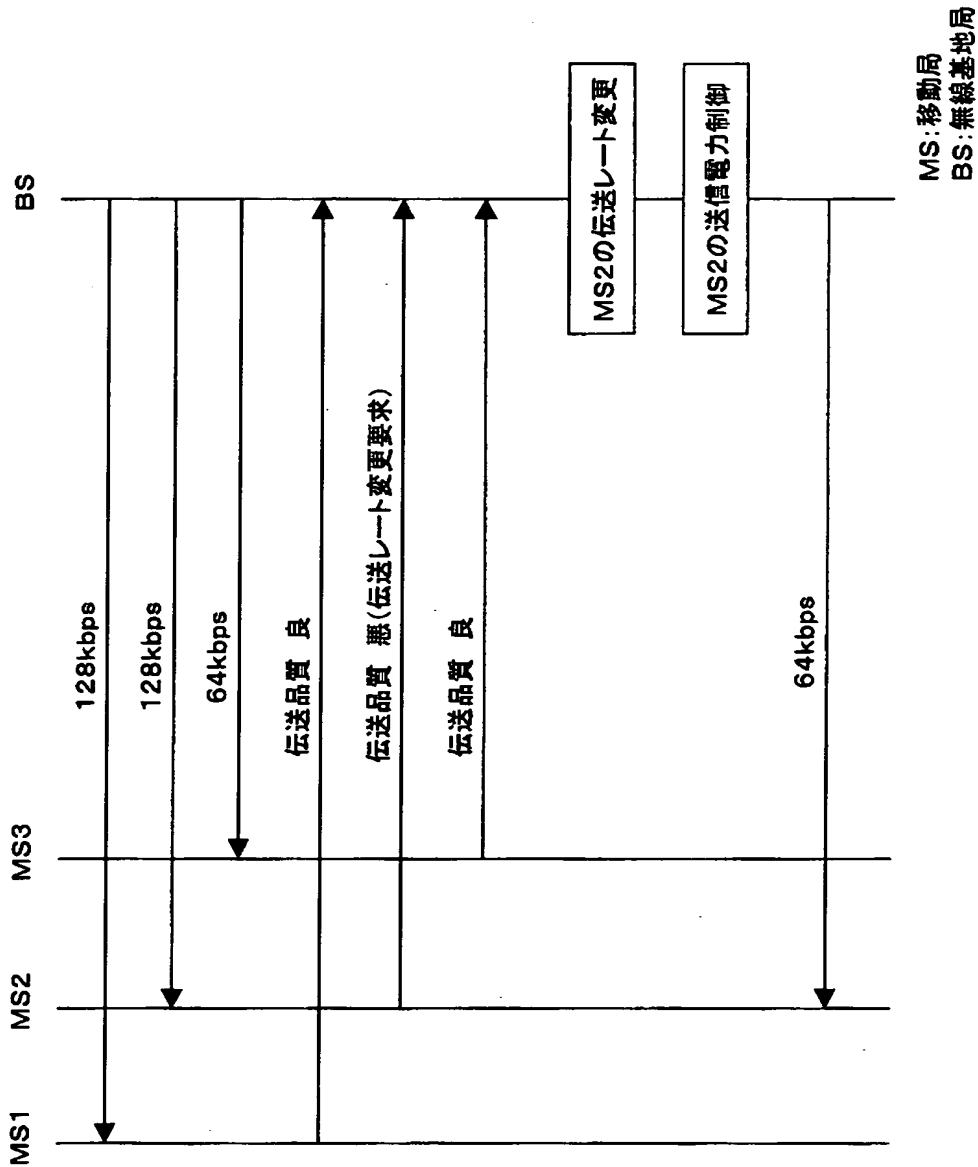 MS1
MS2
MS3
BS
128kbps
128kbps
64kbps
伝送品質 良
伝送品質 悪(伝送レート変更要求)
伝送品質 良
MS2の伝送レート変更
MS2の送信電力制御
64kbps
MS:移動局
BS:無線基地局